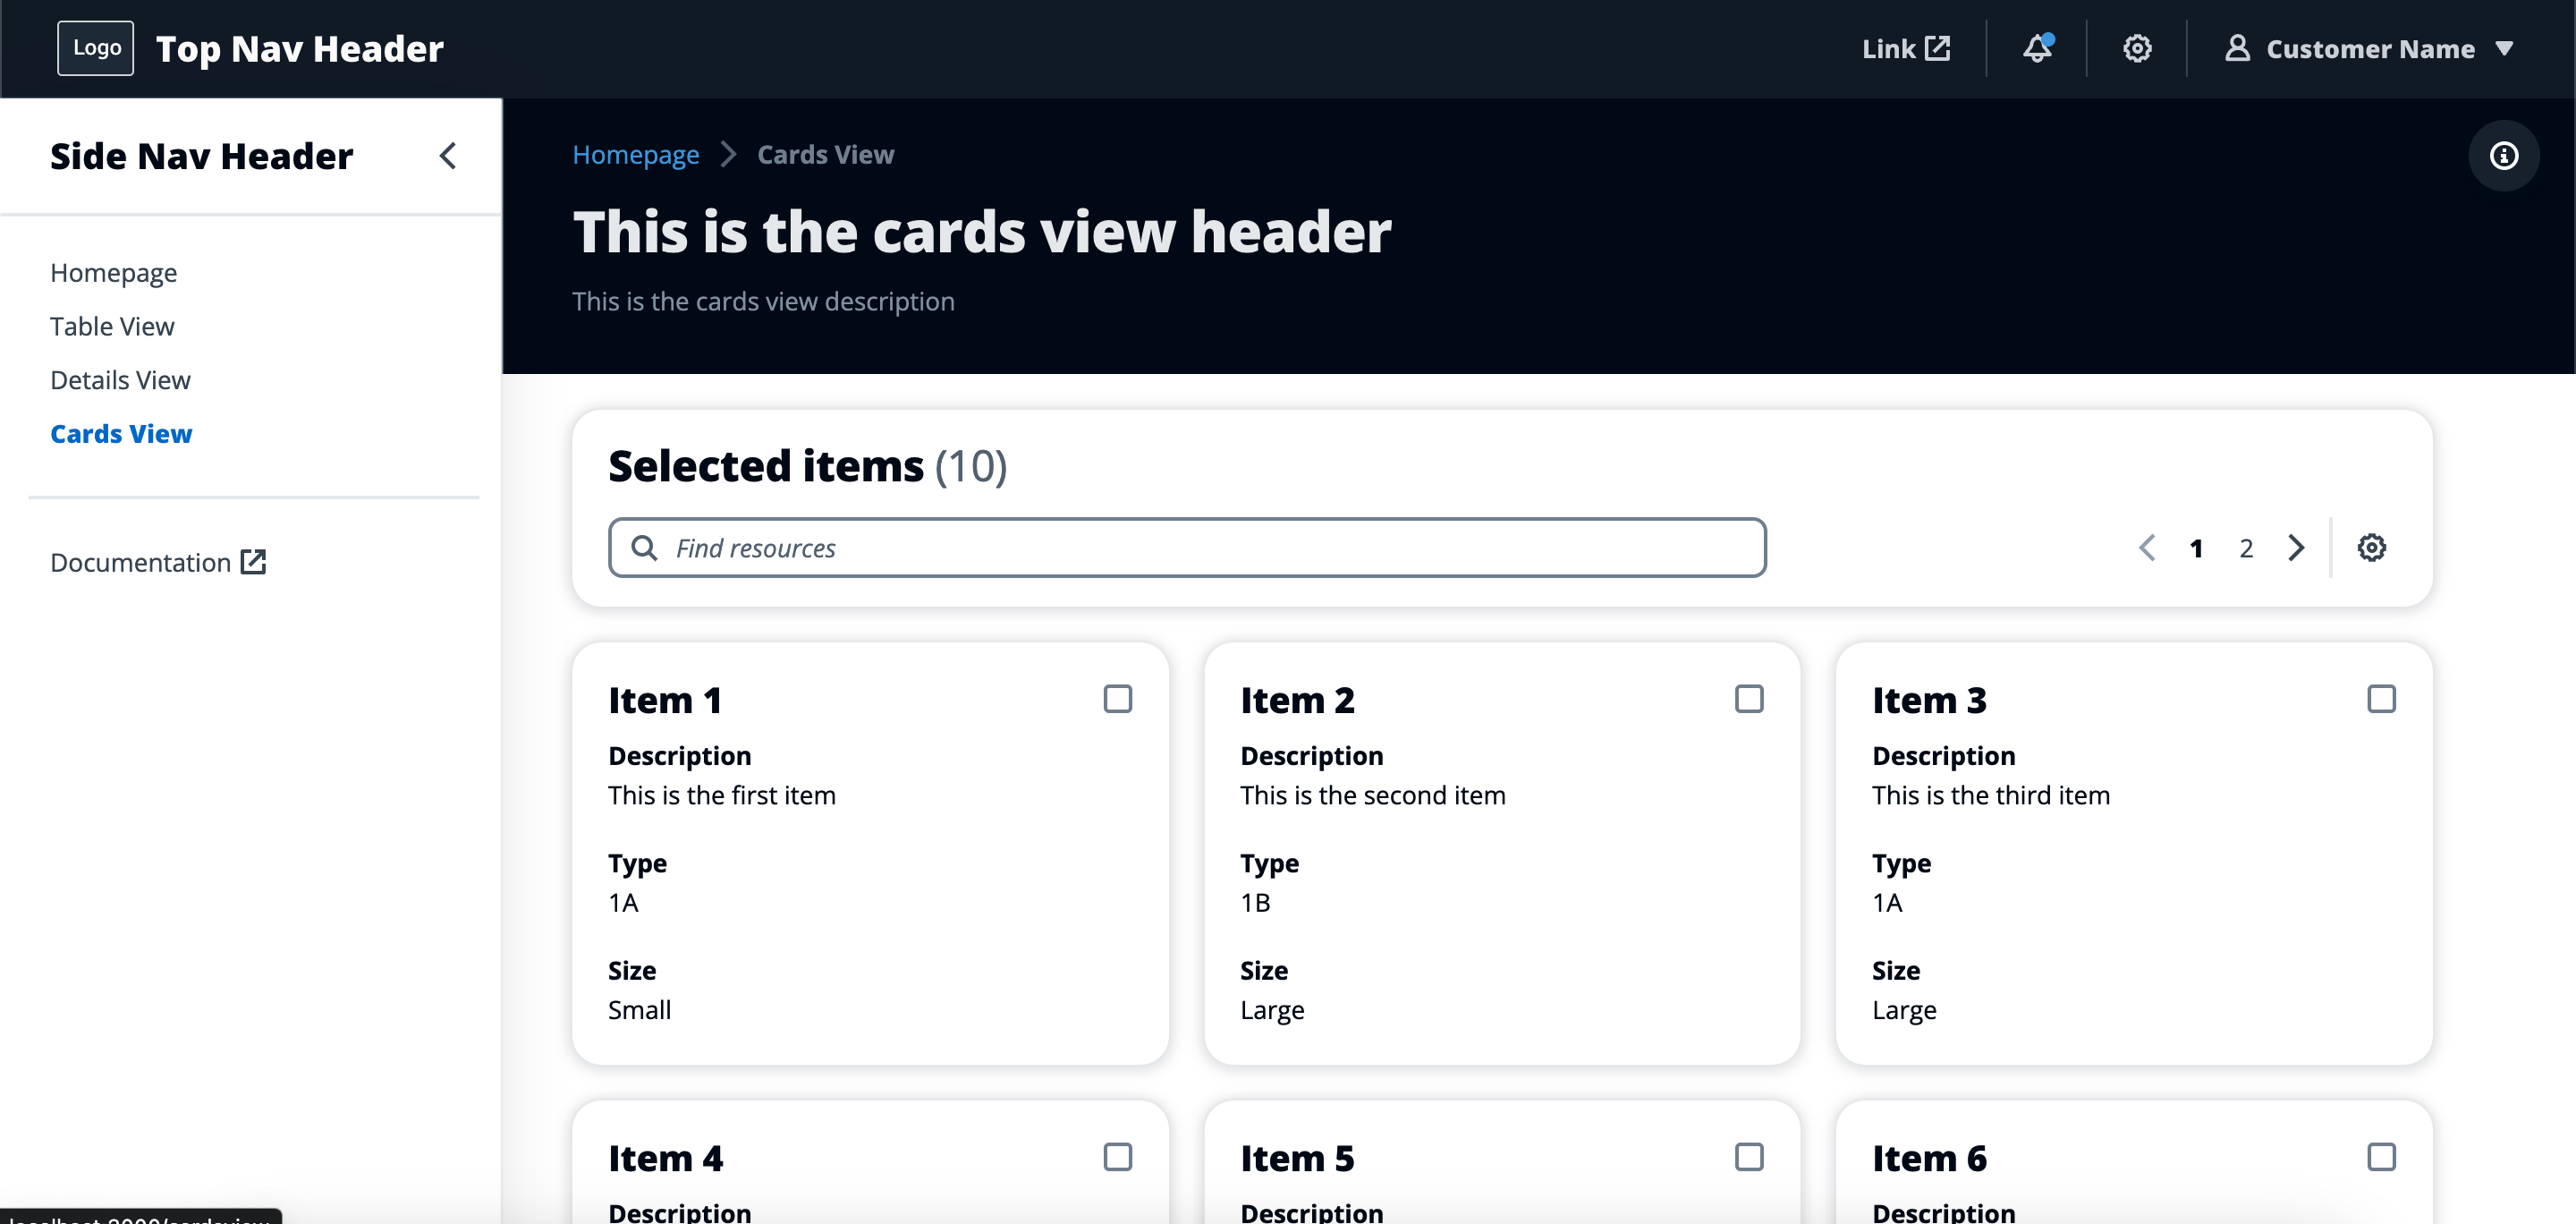 Logo Top Nav Header Link Customer Name
Side Nav Header
Homepage
Table View
Details View
Cards View
Documentation
Homepage Cards View
This is the cards view header
This is the cards view description
Selected items (10)
Find resources 1 2
Item 1
Description
This is the first item
Type
1A
Size
Small
Item 2
Description
This is the second item
Type
1B
Size
Large
Item 3
Description
This is the third item
Type
1A
Size
Large
Item 4
Description
Item 5
Description
Item 6
Description